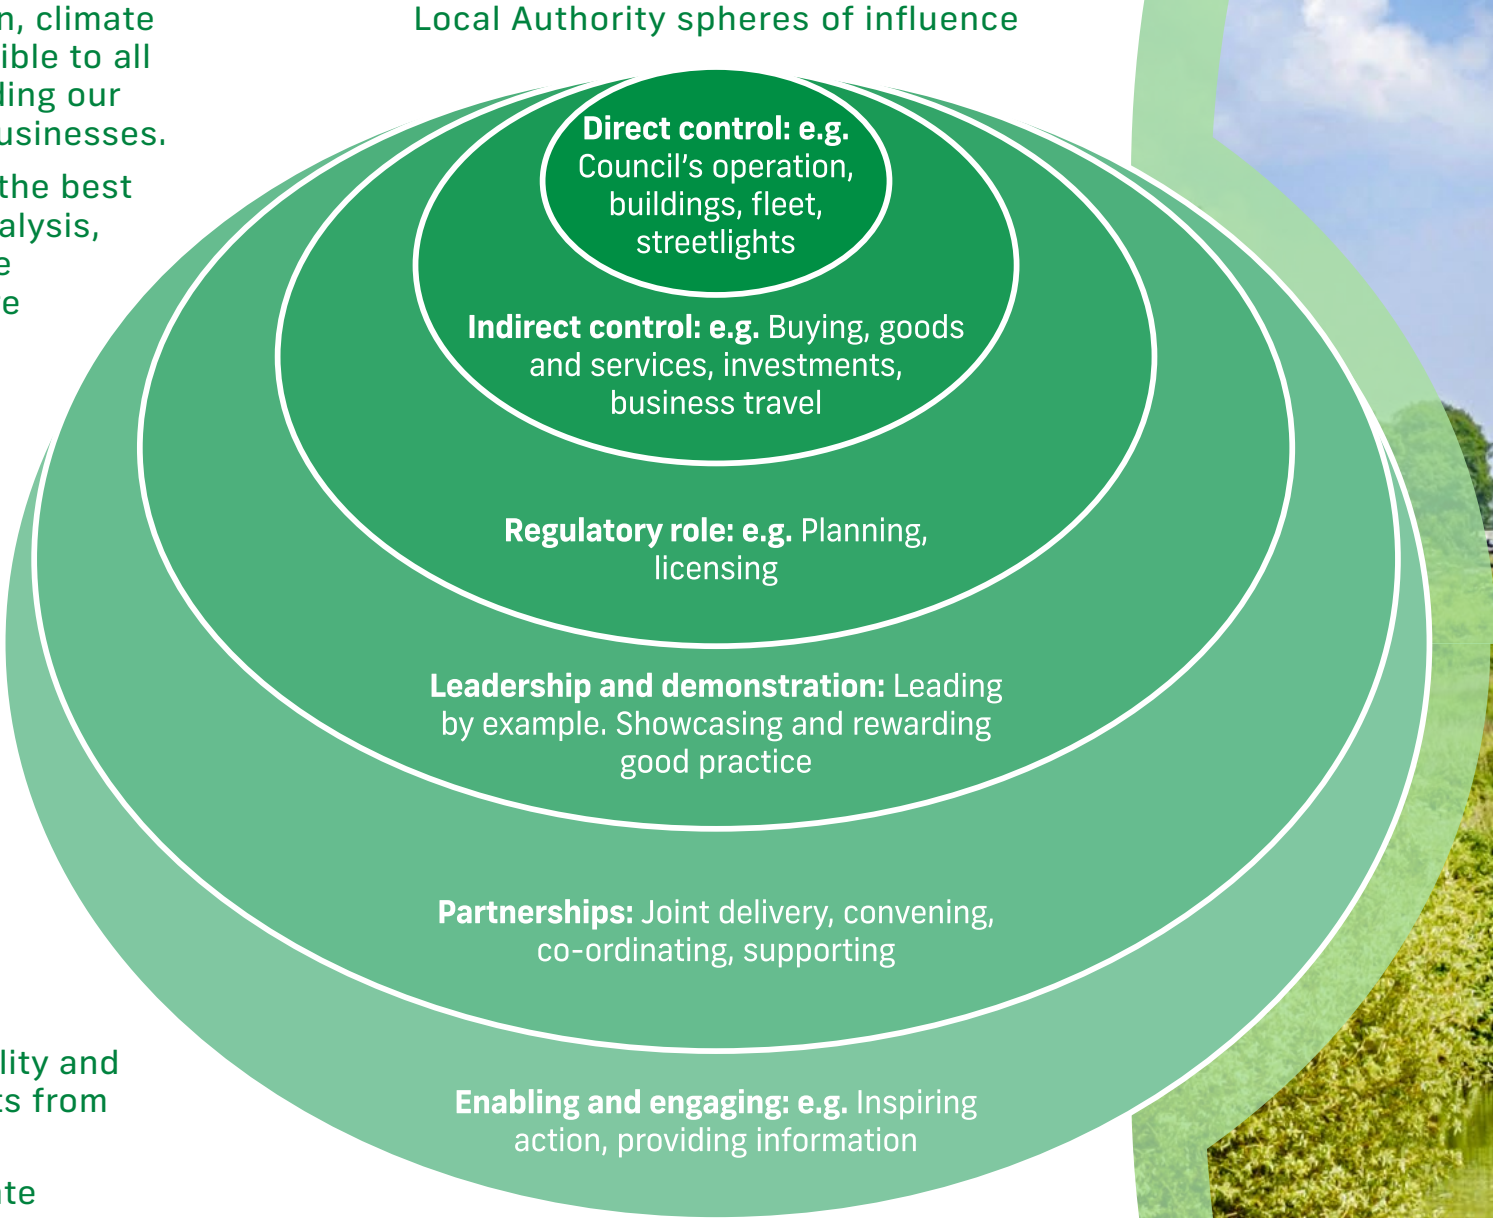 n, climate
ible to all
ding our
usinesses.
the best
alysis,
e
e
lity and
ts from
te
Local Authority spheres of influence
Direct control: e.g.
Council's operation,
buildings, fleet,
streetlights
Indirect control: e.g. Buying, goods
and services, investments,
business travel
Regulatory role: e.g. Planning,
licensing
Leadership and demonstration: Leading
by example. Showcasing and rewarding
good practice
Partnerships: Joint delivery, convening,
co-ordinating, supporting
Enabling and engaging: e.g. Inspiring
action, providing information